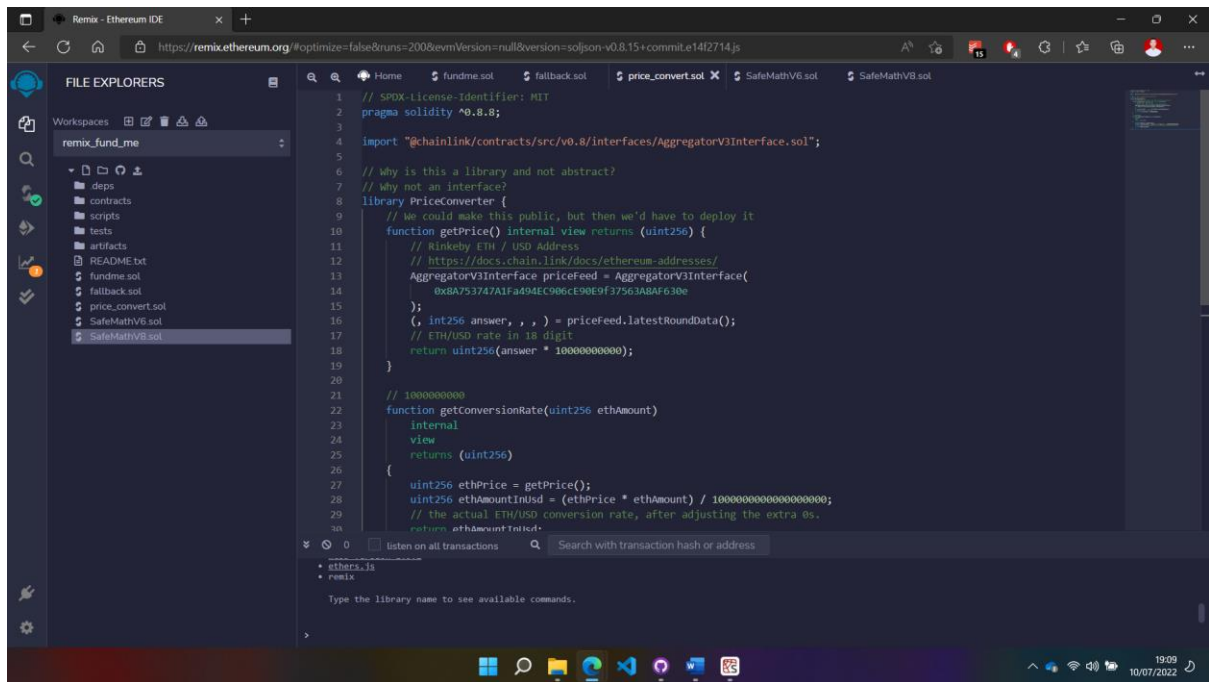 Remix - Ethereum IDE
https://remix.ethereum.org/#optimize=false&runs=200&evmVersion=null&version=soljson-v0.8.15+commit.e14f2714.js
15
FILE EXPLORERS
Home
fundme.sol
fallback.sol
price_convert.sol
SafeMathV6.sol
SafeMathV8.sol
Workspaces
remix_fund_me
.deps
contracts
scripts
tests
artifacts
README.txt
fundme.sol
fallback.sol
price_convert.sol
SafeMathV6.sol
SafeMathV8.sol
1
1 // SPDX-License-Identifier: MIT
2 pragma solidity ^0.8.8;
3
4 import "@chainlink/contracts/src/v0.8/interfaces/AggregatorV3Interface.sol";
5
6 // Why is this a library and not abstract?
7 // Why not an interface?
8 library PriceConverter {
9 // We could make this public, but then we'd have to deploy it
10 function getPrice() internal view returns (uint256) {
11 // Rinkeby ETH / USD Address
12 // https://docs.chain.link/docs/ethereum-addresses/
13 AggregatorV3Interface priceFeed = AggregatorV3Interface(
14 0x8A753747A1Fa494EC906cE90E9f37563A8AF630e
15 );
16 (, int256 answer, , , ) = priceFeed.latestRoundData();
17 // ETH/USD rate in 18 digit
18 return uint256(answer * 10000000000);
19 }
20
21 // 1000000000
22 function getConversionRate(uint256 ethAmount)
23 internal
24 view
25 returns (uint256)
26 {
27 uint256 ethPrice = getPrice();
28 uint256 ethAmountInUsd = (ethPrice * ethAmount) / 1000000000000000000;
29 // the actual ETH/USD conversion rate, after adjusting the extra 0s.
30 return ethAmountInUsd;
0 listen on all transactions Search with transaction hash or address
• ethers.js
• remix
Type the library name to see available commands.
>
19:09
10/07/2022